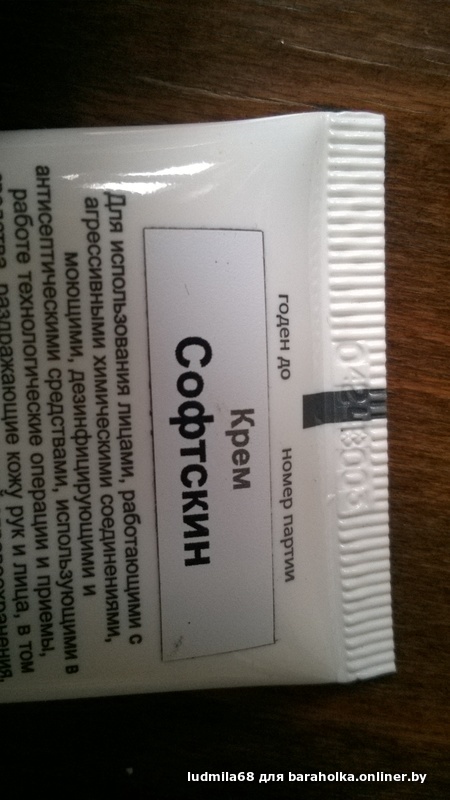 годен до номер партии
Крем
Софтскин
Для использования лицами, работающими с
агрессивными химическими соединениями,
моющими, дезинфицирующими и
антисептическими средствами, использующими в
работе технологические операции и приемы,
раздражающие кожу рук и лица, в том
ludmila68 для baraholka.onliner.by